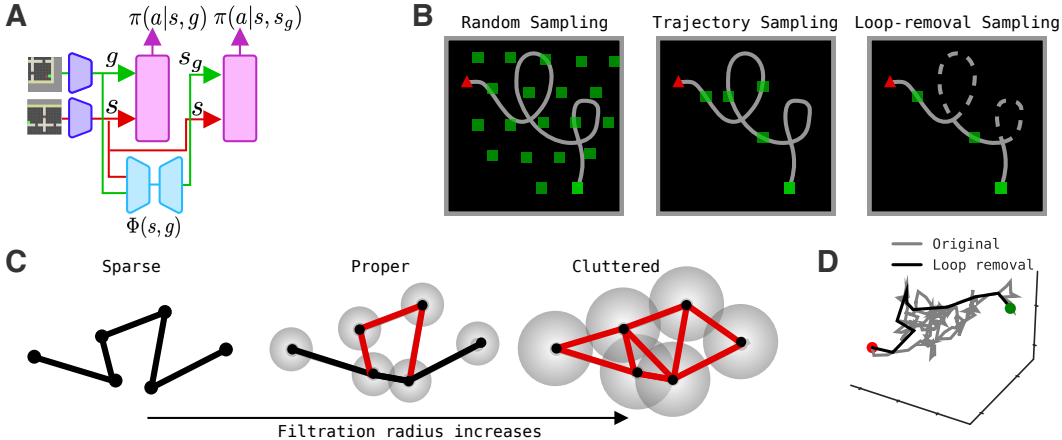 A
π(a|s, g) π(a|s, s_g)
g
s_g
s
s
Φ(s, g)
B
Random Sampling
Trajectory Sampling
Loop-removal Sampling
C
Sparse
Proper
Cluttered
Filtration radius increases
D
Original
Loop removal